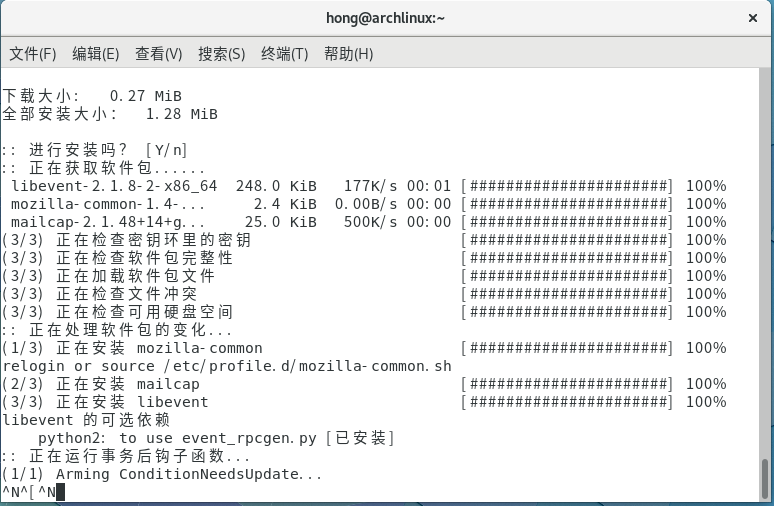 hong@archlinux:~
文件(F) 编辑(E) 查看(V) 搜索(S) 终端(T) 帮助(H)
下载大小:   0.27 MiB
全部安装大小:   1.28 MiB
:: 进行安装吗? [Y/n]
:: 正在获取软件包......
libevent-2.1.8-2-x86_64  248.0 KiB   177K/s 00:01 [######################] 100%
mozilla-common-1.4-...     2.4 KiB  0.00B/s 00:00 [######################] 100%
mailcap-2.1.48+14+g...    25.0 KiB   500K/s 00:00 [######################] 100%
(3/3) 正在检查密钥环里的密钥 [######################] 100%
(3/3) 正在检查软件包完整性 [######################] 100%
(3/3) 正在加载软件包文件 [######################] 100%
(3/3) 正在检查文件冲突 [######################] 100%
(3/3) 正在检查可用硬盘空间 [######################] 100%
:: 正在处理软件包的变化...
(1/3) 正在安装 mozilla-common [######################] 100%
relogin or source /etc/profile.d/mozilla-common.sh
(2/3) 正在安装 mailcap [######################] 100%
(3/3) 正在安装 libevent [######################] 100%
libevent 的可选依赖
python2: to use event_rpcgen.py [已安装]
:: 正在运行事务后钩子函数...
(1/1) Arming ConditionNeedsUpdate...
^N^[^N